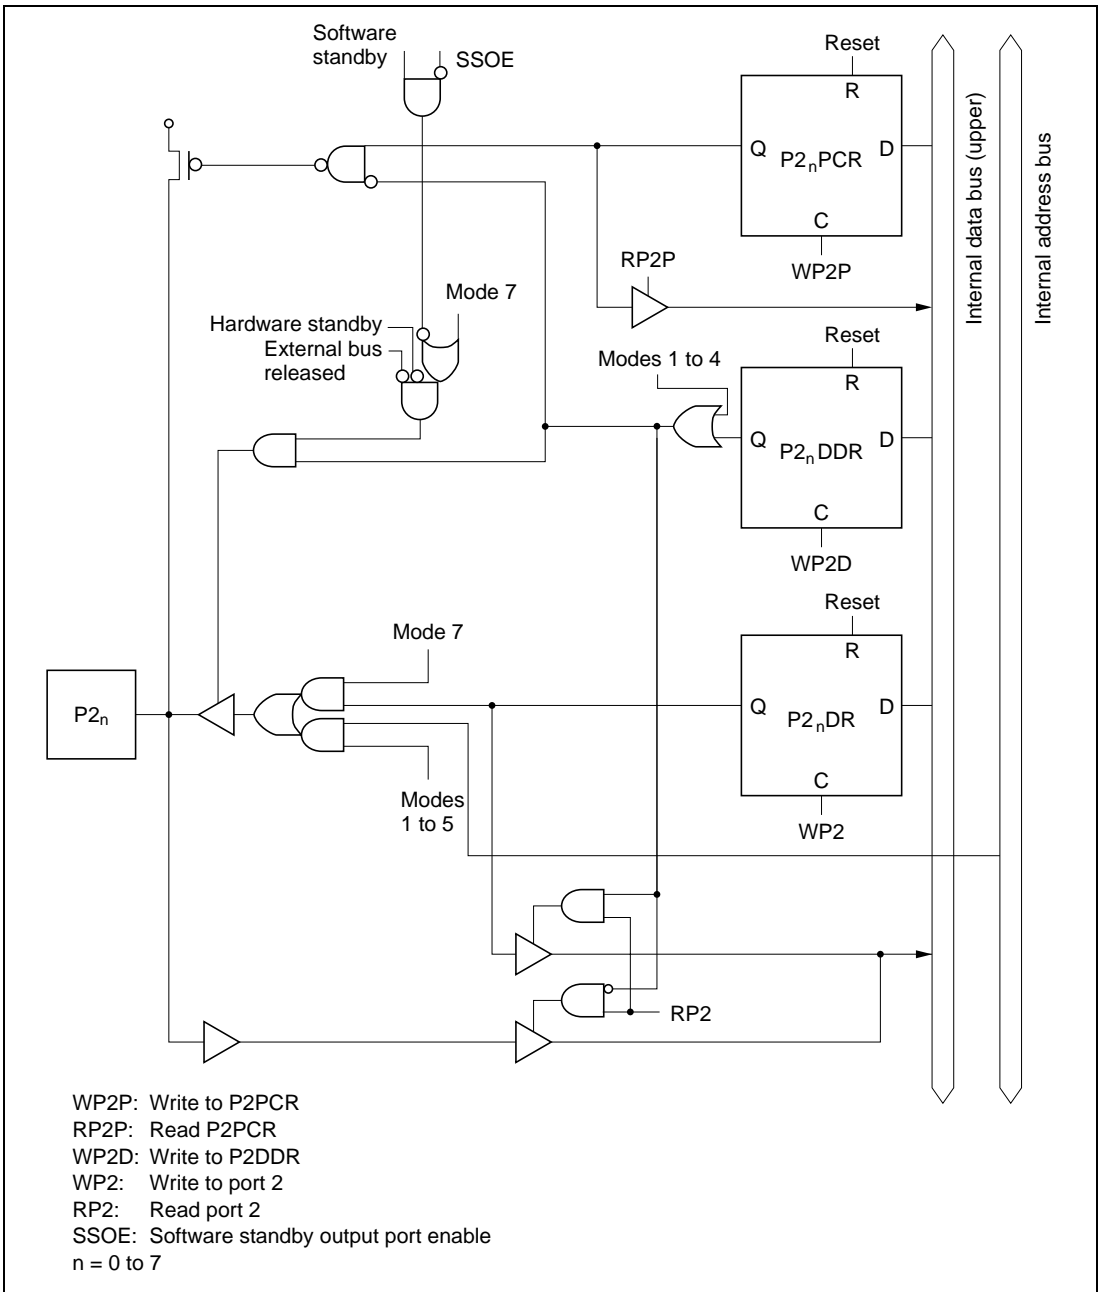 Software
standby
SSOE
Reset
R
Q
P2nPCR
D
C
WP2P
RP2P
Internal data bus (upper)
Internal address bus
Mode 7
Hardware standby
External bus
released
Modes 1 to 4
Reset
R
Q
P2nDDR
D
C
WP2D
Reset
R
Mode 7
P2n
Q
P2nDR
D
C
WP2
Modes
1 to 5
RP2
WP2P: Write to P2PCR
RP2P: Read P2PCR
WP2D: Write to P2DDR
WP2: Write to port 2
RP2: Read port 2
SSOE: Software standby output port enable
n = 0 to 7